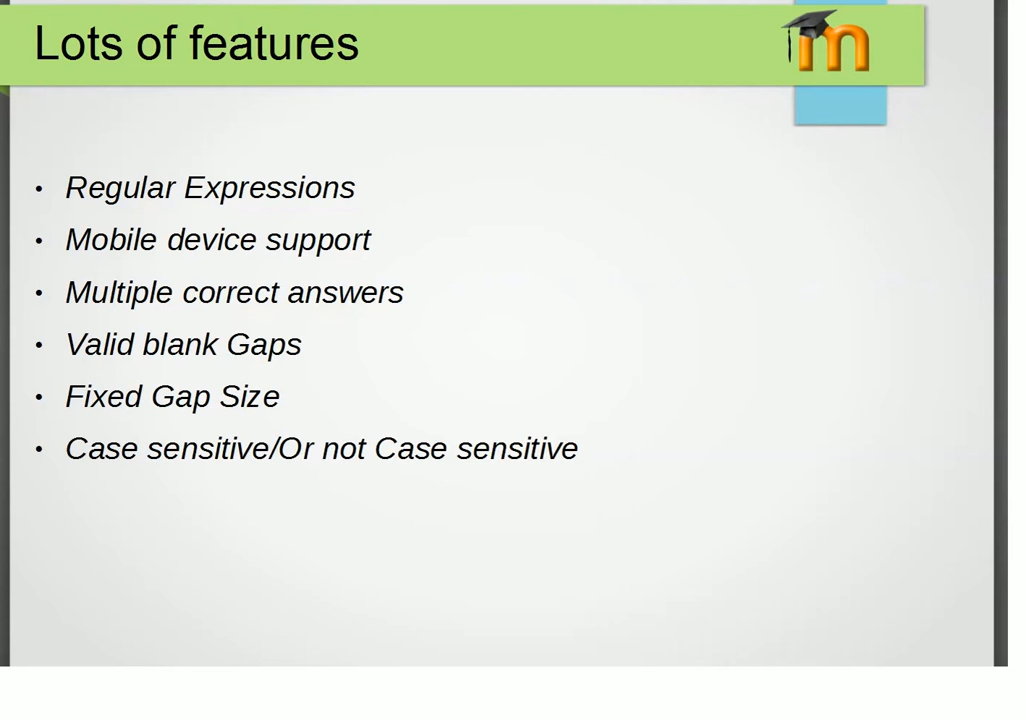 Lots of features
m
• Regular Expressions
• Mobile device support
• Multiple correct answers
• Valid blank Gaps
• Fixed Gap Size
• Case sensitive/Or not Case sensitive